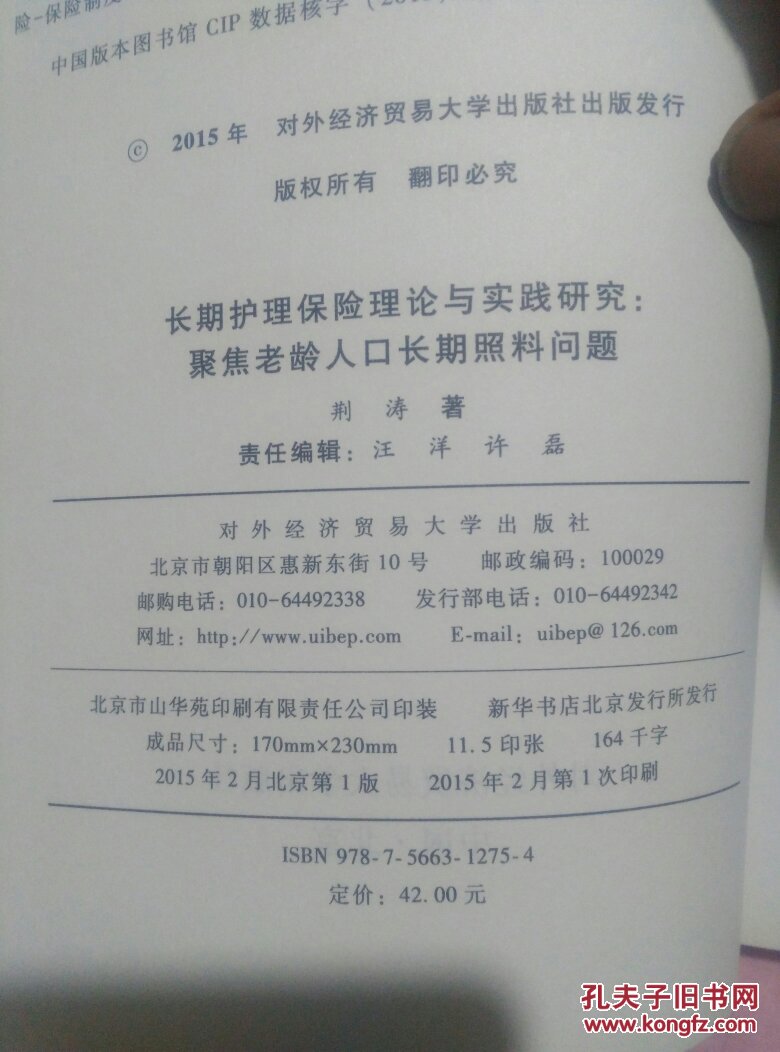 险-保险制度
中国版本图书馆 CIP 数据核字（201
© 2015 年　对外经济贸易大学出版社出版发行
版权所有　翻印必究
长期护理保险理论与实践研究：
聚焦老龄人口长期照料问题
荆　涛　著
责任编辑：汪　洋　许　磊
对 外 经 济 贸 易 大 学 出 版 社
北京市朝阳区惠新东街 10 号　邮政编码：100029
邮购电话：010-64492338　发行部电话：010-64492342
网址：http://www.uibep.com　E-mail：uibep@ 126.com
北京市山华苑印刷有限责任公司印装　新华书店北京发行所发行
成品尺寸：170mm×230mm　11.5 印张　164 千字
2015 年 2 月北京第 1 版　2015 年 2 月第 1 次印刷
ISBN 978-7-5663-1275-4
定价：42.00 元
孔夫子旧书网
www.kongfz.com